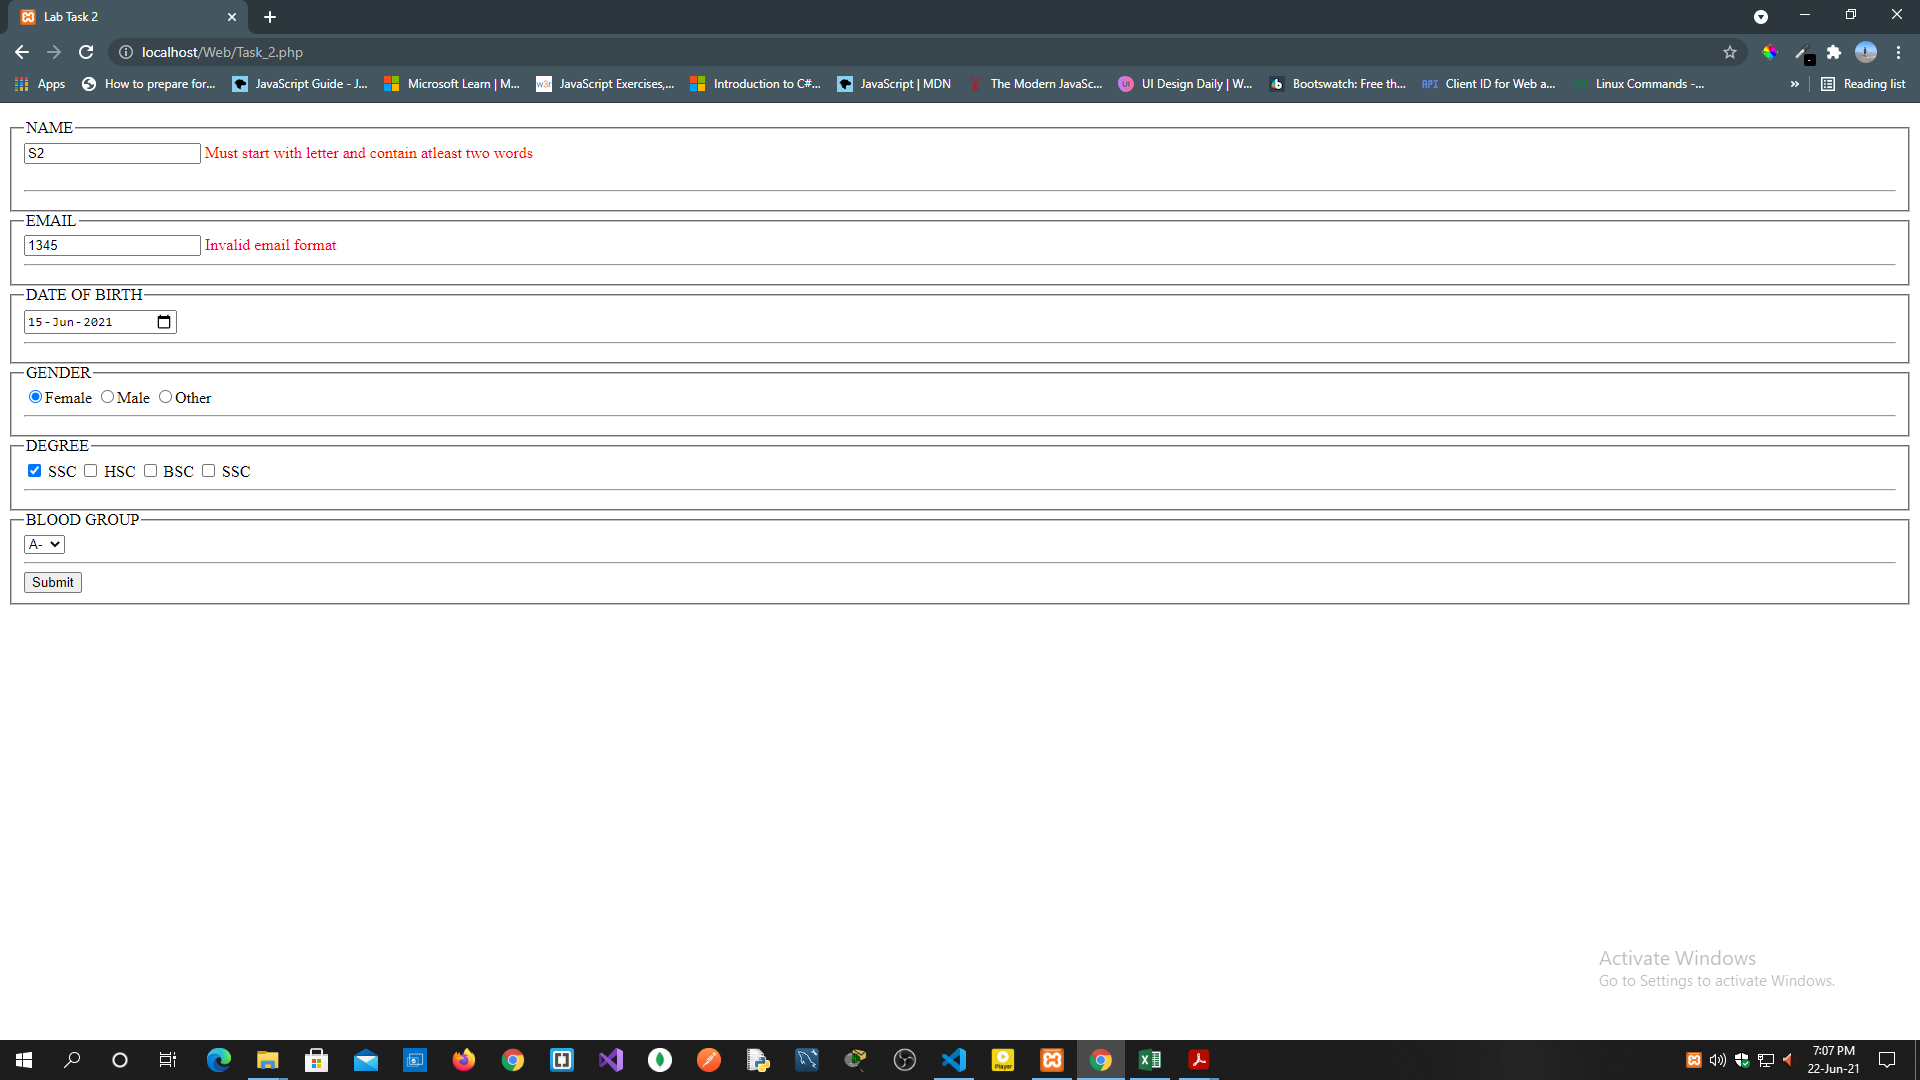 Lab Task 2
localhost/Web/Task_2.php
Apps How to prepare for... JavaScript Guide - J... Microsoft Learn | M... w3r JavaScript Exercises,... Introduction to C#... JavaScript | MDN The Modern JavaSc... UI UI Design Daily | W... b Bootswatch: Free th... API Client ID for Web a... Linux Commands -... » Reading list
NAME
S2 Must start with letter and contain atleast two words
EMAIL
1345 Invalid email format
DATE OF BIRTH
15-Jun-2021
GENDER
Female Male Other
DEGREE
SSC HSC BSC SSC
BLOOD GROUP
A-
Submit
Activate Windows
Go to Settings to activate Windows.
Player
7:07 PM
22-Jun-21